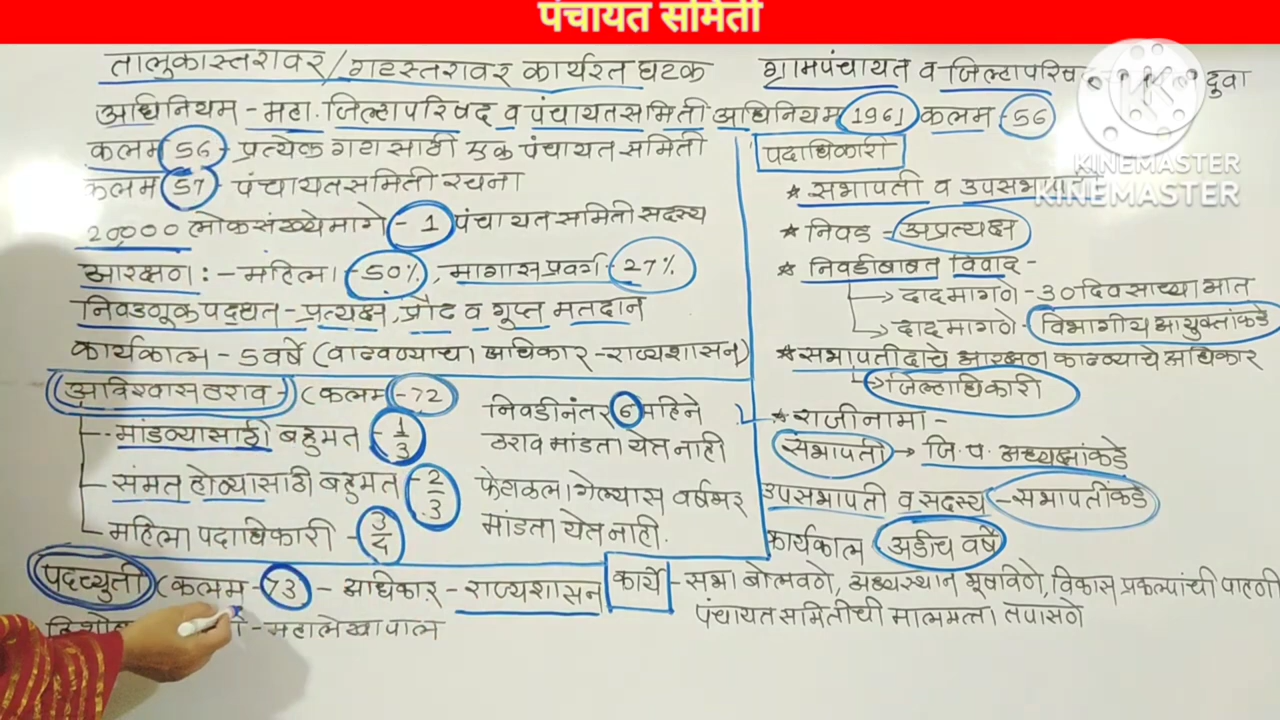 पंचायत समिती
तालुकास्तरावर/गटस्तरावर कार्यरत घटक
अधिनियम - महा. जिल्हापरिषद व पंचायतसमिती अधिनियम 1961 कलम - 56
कलम 56 - प्रत्येक गटासाठी एक पंचायत समिती
कलम 57 - पंचायतसमिती रचना
20,000 लोकसंख्येमागे - 1 पंचायत समिती सदस्य
आरक्षण : - महिला - 50%, मागास प्रवर्ग - 27%
निवडणूक पद्धत - प्रत्यक्ष, प्रौढ व गुप्त मतदान
कार्यकाल - 5 वर्षे (वाढवण्याचा अधिकार - राज्यशासन)
अविश्वास ठराव - (कलम - 72
मांडण्यासाठी बहुमत - 1/3
संमत होण्यासाठी बहुमत - 2/3
महिला पदाधिकारी - 3/4
निवडीनंतर 6 महिने
ठराव मांडता येत नाही
फेटाळला गेल्यास वर्षभर
मांडता येत नाही.
पदच्युती (कलम - 73 - अधिकार - राज्यशासन
- महालेखापाल
ग्रामपंचायत व जिल्हापरिषद दुवा
KINEMASTER
KINEMASTER
पदाधिकारी
* सभापती व उपसभापती
* निवड - अप्रत्यक्ष
* निवडीबाबत विवाद -
→ दाद मागणे - 30 दिवसाच्या आत
→ दाद मागणे - विभागीय आयुक्तांकडे
* सभापतीपदाचे आरक्षण काढण्याचे अधिकार
→ जिल्हाधिकारी
* राजीनामा -
सभापती → जि. प. अध्यक्षांकडे
उपसभापती व सदस्य - सभापतींकडे
कार्यकाल अडीच वर्षे
कार्ये - सभा बोलवणे, अध्यस्थान भूषविणे, विकास प्रकल्पांची पाहणी
पंचायतसमितीची मालमत्ता तपासणे